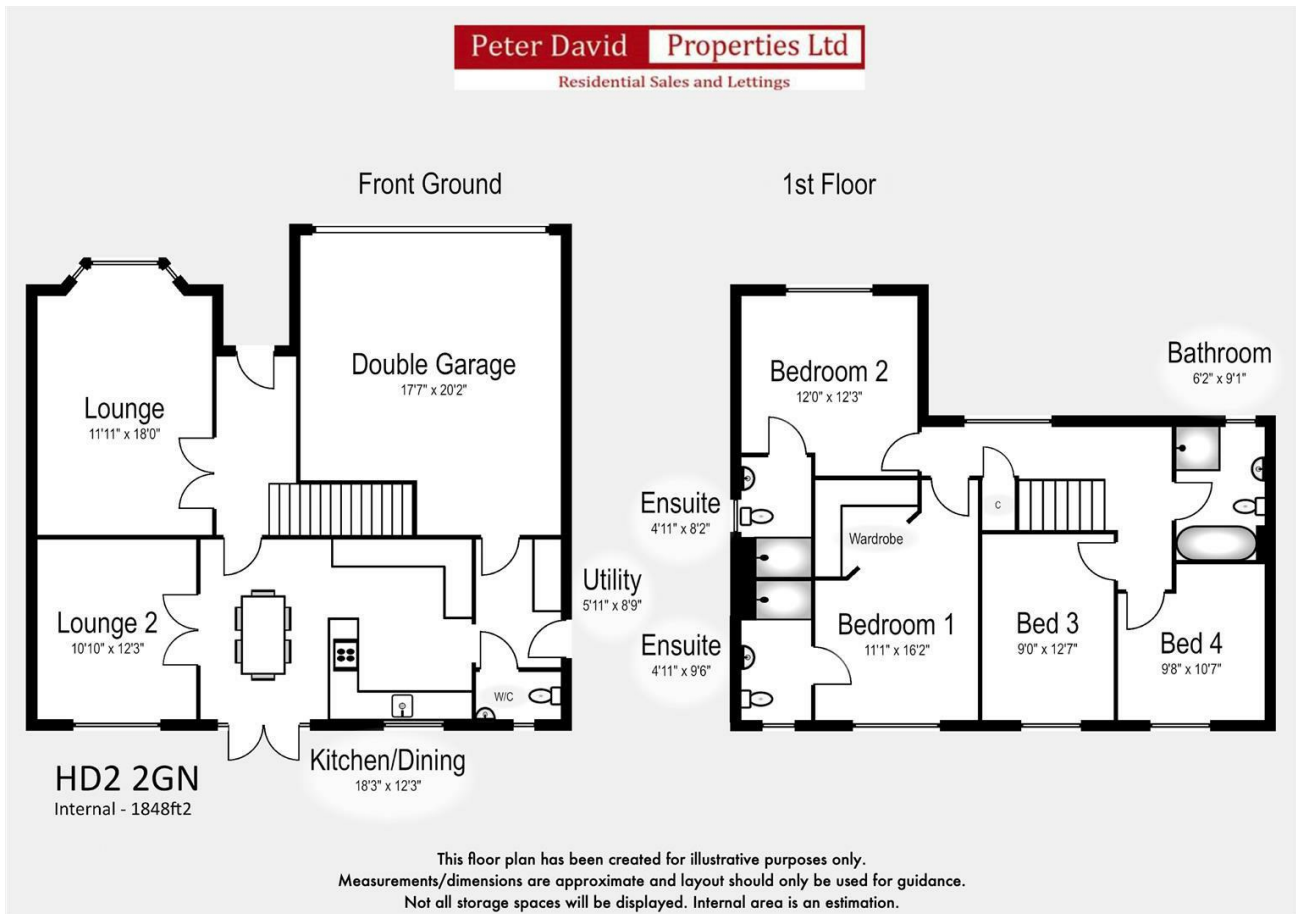 Peter David Properties Ltd
Residential Sales and Lettings
Front Ground
1st Floor
Double Garage
17'7" x 20'2"
Lounge
11'11" x 18'0"
Lounge 2
10'10" x 12'3"
Utility
5'11" x 8'9"
W/C
Kitchen/Dining
18'3" x 12'3"
Bedroom 2
12'0" x 12'3"
Bathroom
6'2" x 9'1"
Ensuite
4'11" x 8'2"
C
Wardrobe
Ensuite
4'11" x 9'6"
Bedroom 1
11'1" x 16'2"
Bed 3
9'0" x 12'7"
Bed 4
9'8" x 10'7"
HD2 2GN
Internal - 1848ft2
This floor plan has been created for illustrative purposes only.
Measurements/dimensions are approximate and layout should only be used for guidance.
Not all storage spaces will be displayed. Internal area is an estimation.